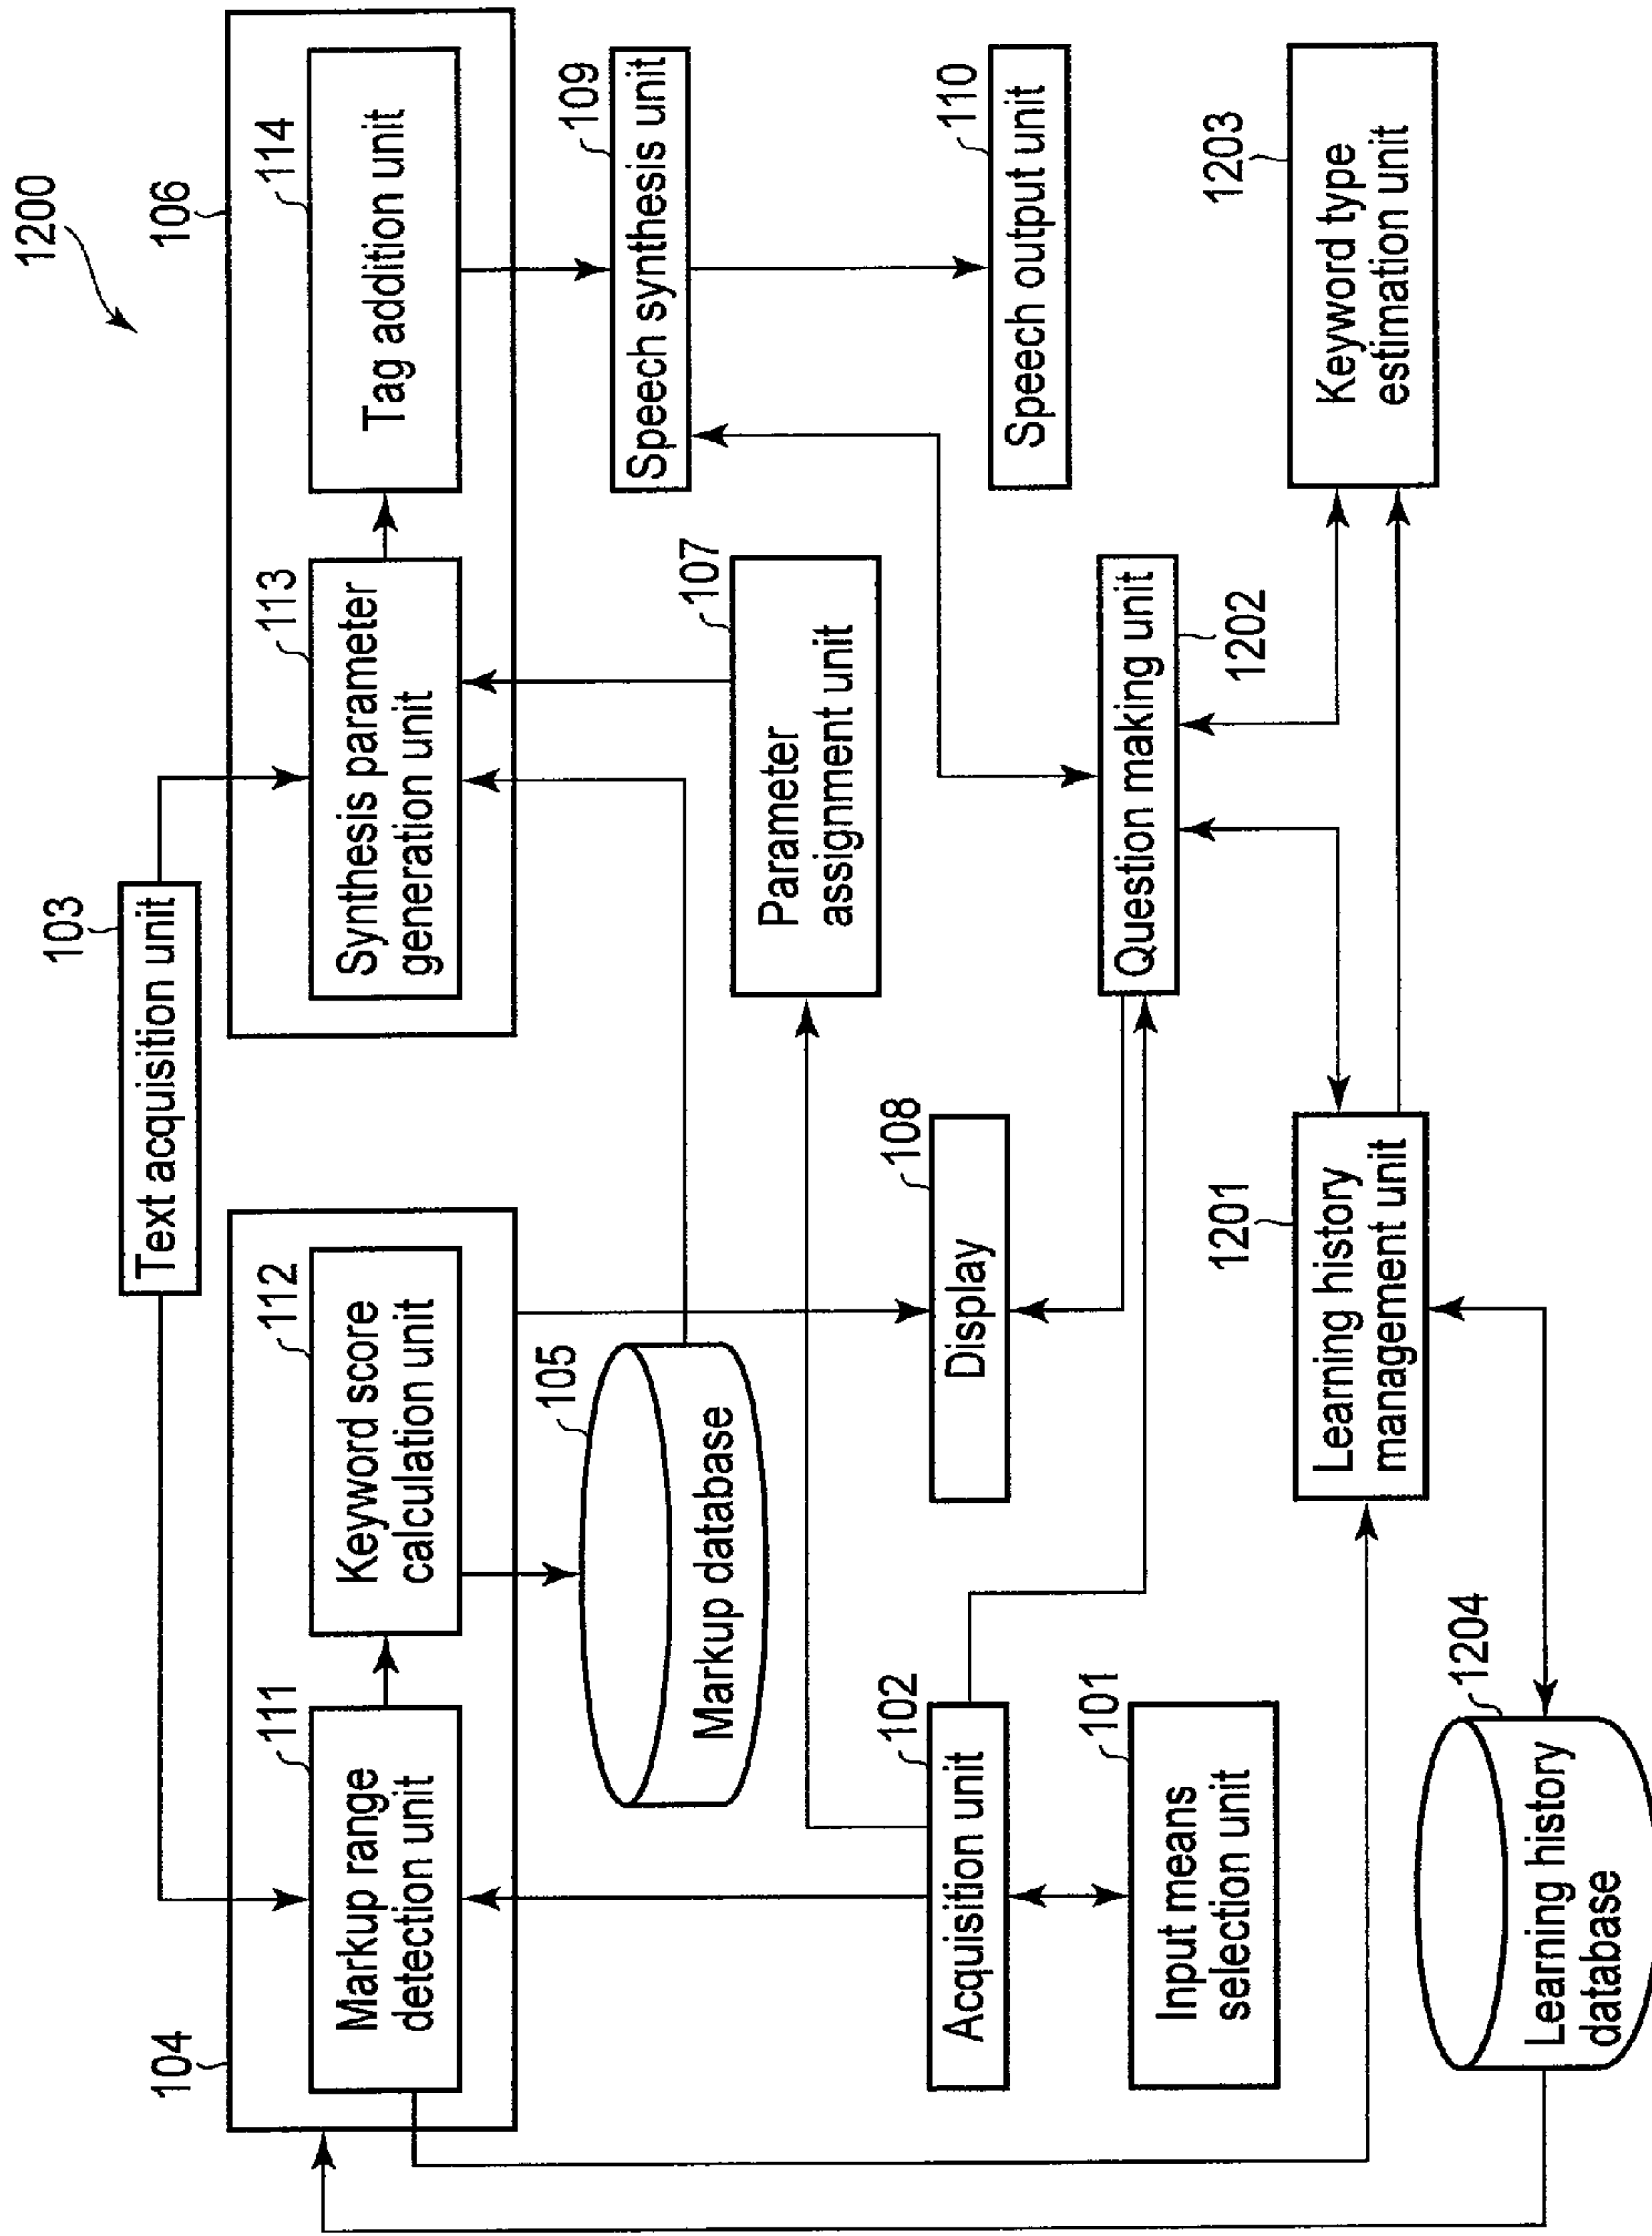 1200
103
Text acquisition unit
104
111
Markup range
detection unit
112
Keyword score
calculation unit
106
113
Synthesis parameter
generation unit
114
Tag addition unit
105
Markup database
107
Parameter
assignment unit
109
Speech synthesis unit
102
Acquisition unit
108
Display
110
Speech output unit
101
Input means
selection unit
Question making unit
1202
1204
Learning history
database
1201
Learning history
management unit
1203
Keyword type
estimation unit